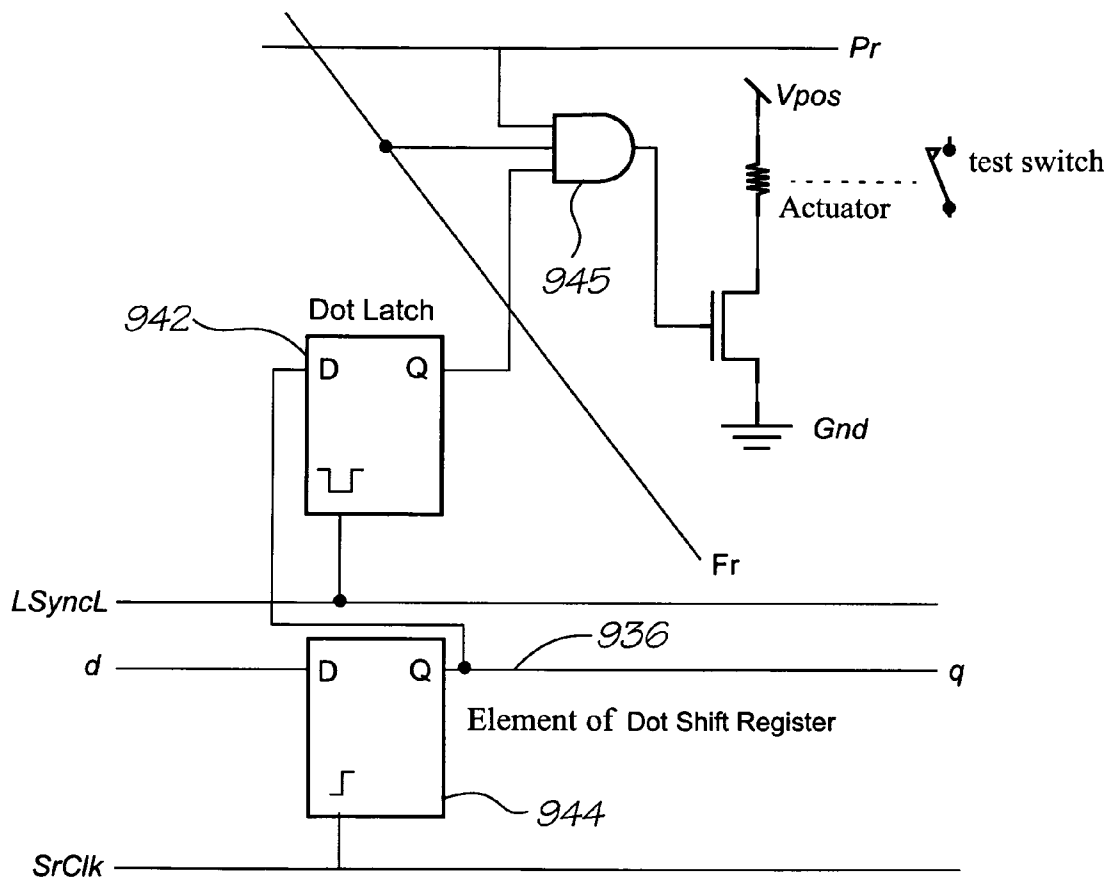 Pr
Vpos
test switch
Actuator
945
942
Dot Latch
D Q
Gnd
Fr
LSyncL
936
d
D Q
q
Element of Dot Shift Register
944
SrClk